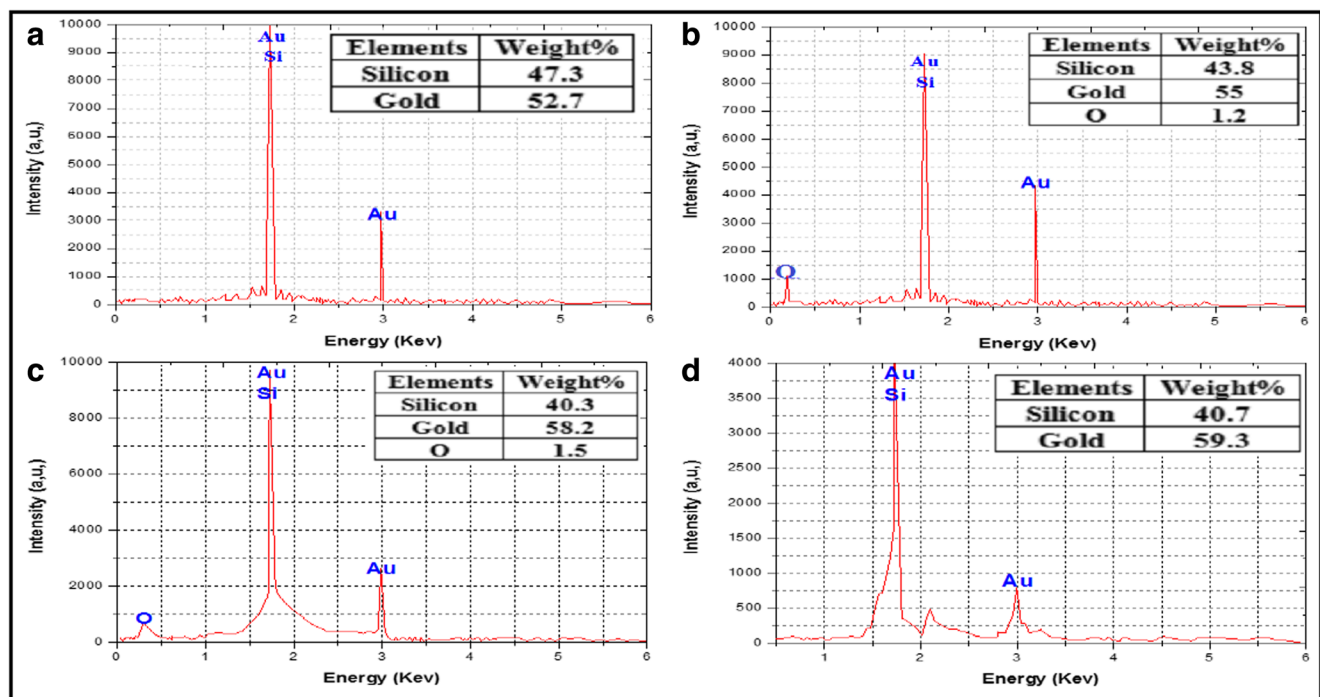 a
10000
9000
8000
7000
6000
5000
4000
3000
2000
1000
0
Intensity (a,u,)
Au
Si
Au
Elements Weight%
Silicon 47.3
Gold 52.7
0 1 2 3 4 5 6
Energy (Kev)
b
10000
9000
8000
7000
6000
5000
4000
3000
2000
1000
0
Intensity (a,u,)
O
Au
Si
Au
Elements Weight%
Silicon 43.8
Gold 55
O 1.2
0 1 2 3 4 5 6
Energy (Kev)
c
10000
8000
6000
4000
2000
0
Intensity (a,u,)
O
Au
Si
Au
Elements Weight%
Silicon 40.3
Gold 58.2
O 1.5
0 1 2 3 4 5 6
Energy (Kev)
d
4000
3500
3000
2500
2000
1500
1000
500
0
Intensity (a,u,)
Au
Si
Au
Elements Weight%
Silicon 40.7
Gold 59.3
1 2 3 4 5 6
Energy (Kev)